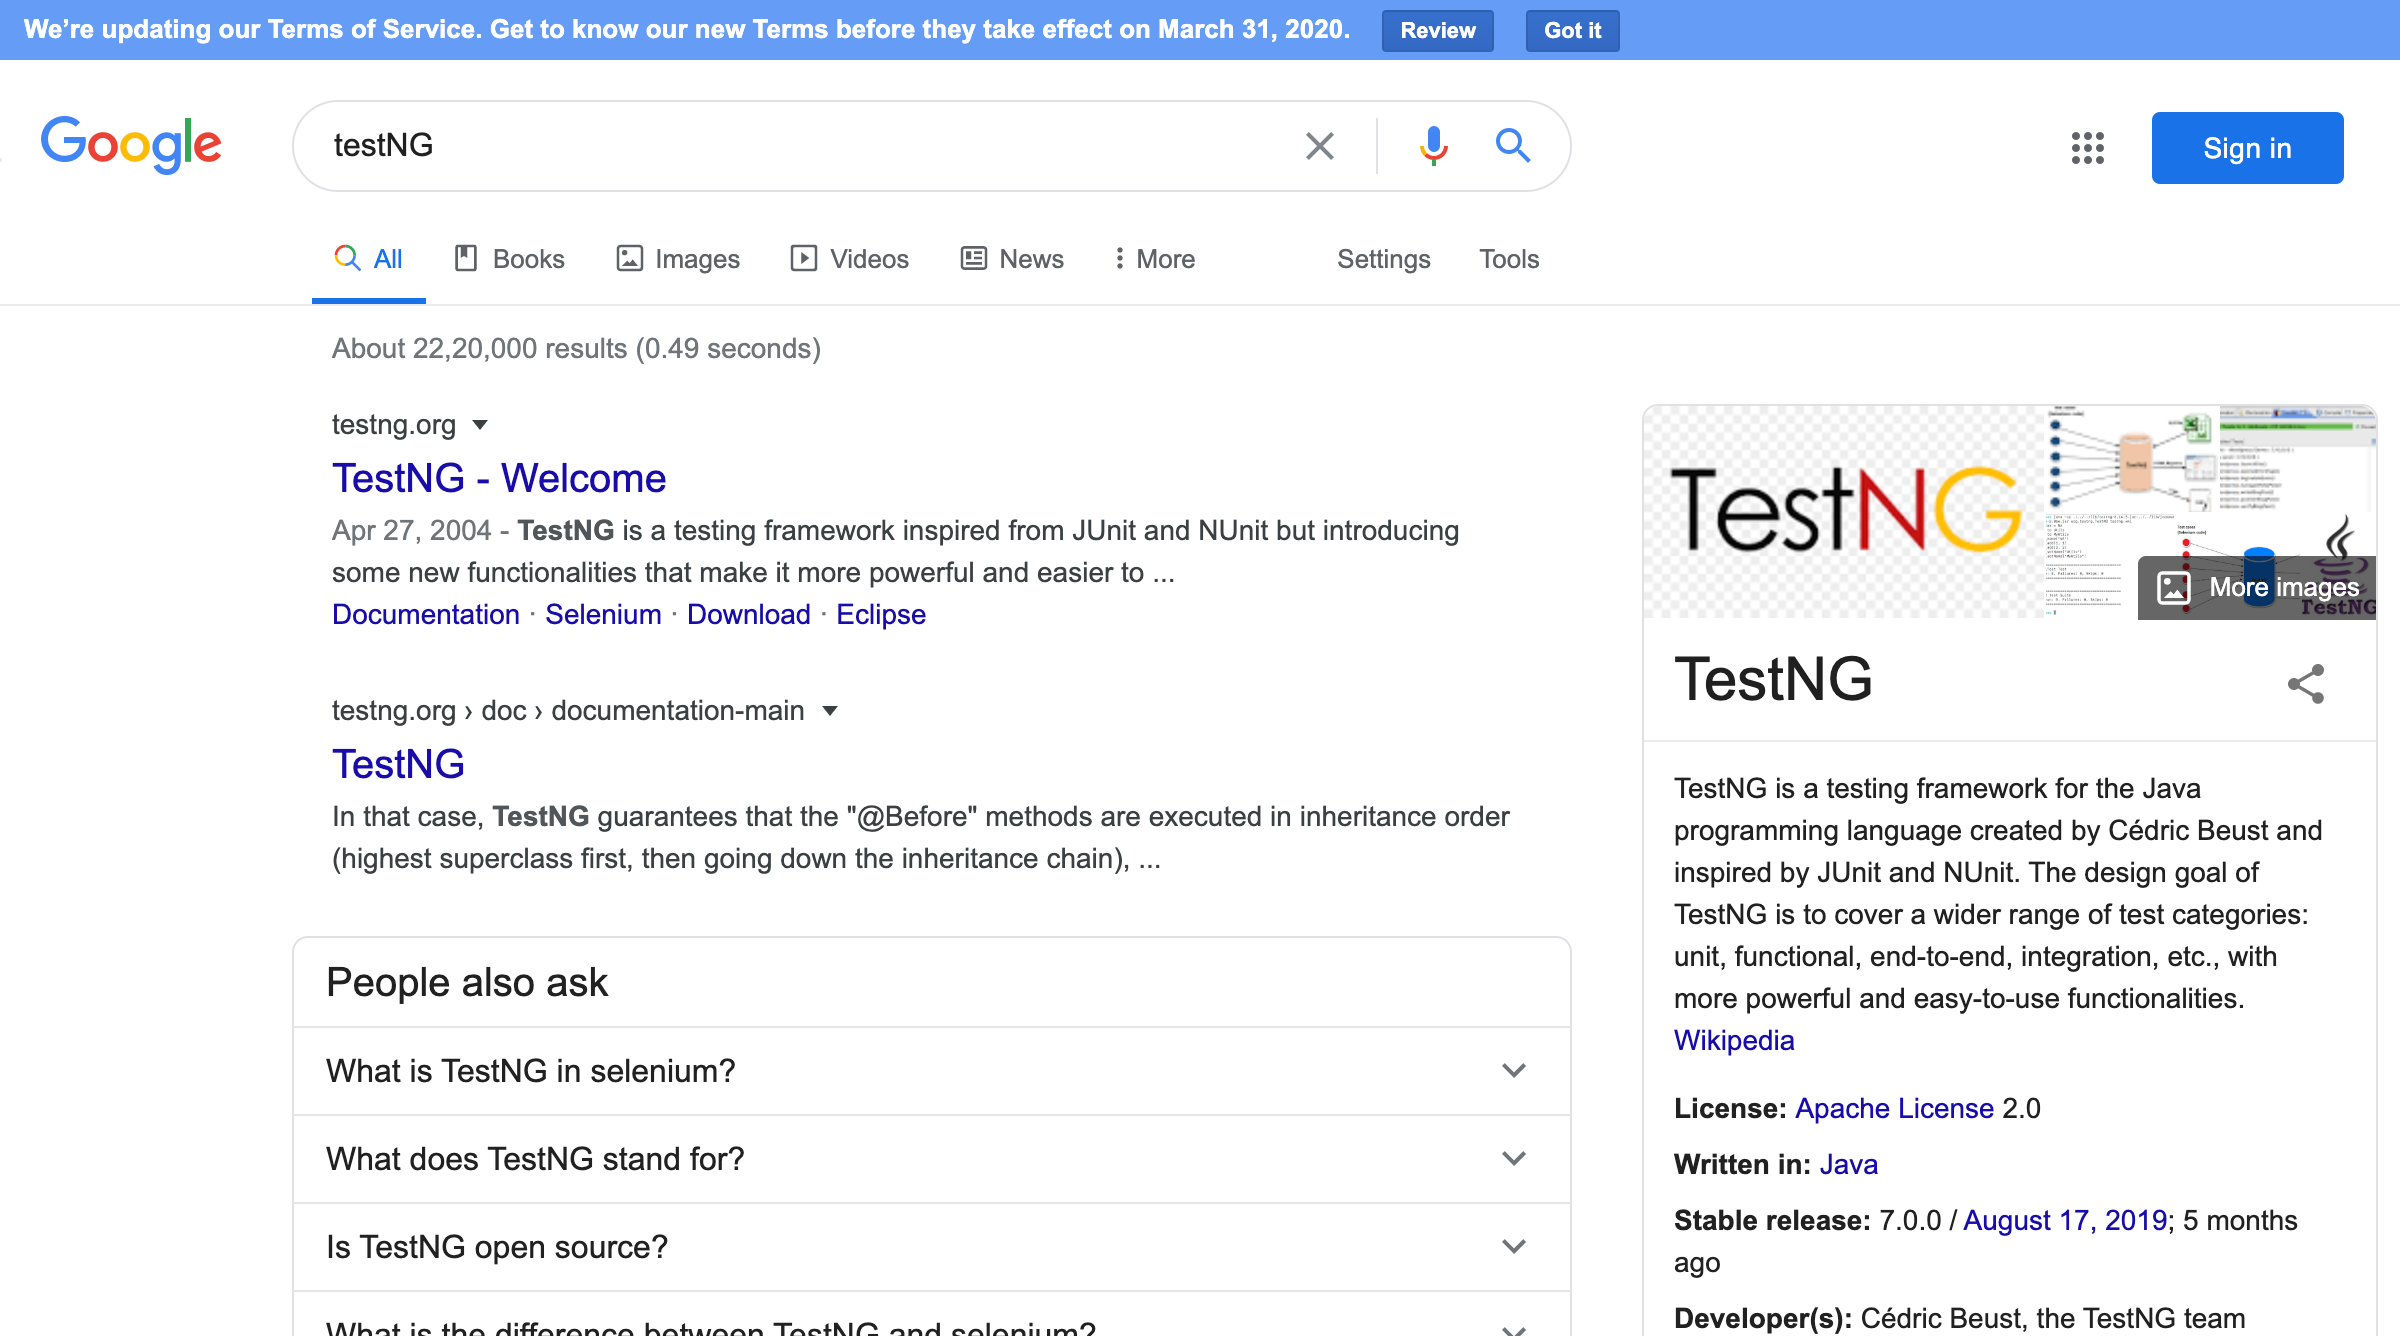 We’re updating our Terms of Service. Get to know our new Terms before they take effect on March 31, 2020. Review Got it
Google
testNG
Sign in
All Books Images Videos News More Settings Tools
About 22,20,000 results (0.49 seconds)
testng.org
TestNG - Welcome
Apr 27, 2004 - TestNG is a testing framework inspired from JUnit and NUnit but introducing
some new functionalities that make it more powerful and easier to ...
Documentation · Selenium · Download · Eclipse
testng.org › doc › documentation-main
TestNG
In that case, TestNG guarantees that the "@Before" methods are executed in inheritance order
(highest superclass first, then going down the inheritance chain), ...
People also ask
What is TestNG in selenium?
What does TestNG stand for?
Is TestNG open source?
What is the difference between TestNG and selenium?
TestNG
More images
TestNG
TestNG
TestNG is a testing framework for the Java
programming language created by Cédric Beust and
inspired by JUnit and NUnit. The design goal of
TestNG is to cover a wider range of test categories:
unit, functional, end-to-end, integration, etc., with
more powerful and easy-to-use functionalities.
Wikipedia
License: Apache License 2.0
Written in: Java
Stable release: 7.0.0 / August 17, 2019; 5 months
ago
Developer(s): Cédric Beust, the TestNG team